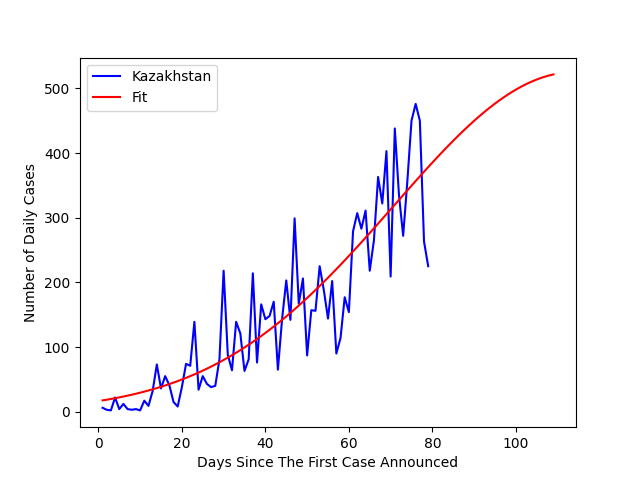 Kazakhstan
Fit
500
400
300
200
100
0
Number of Daily Cases
0 20 40 60 80 100
Days Since The First Case Announced